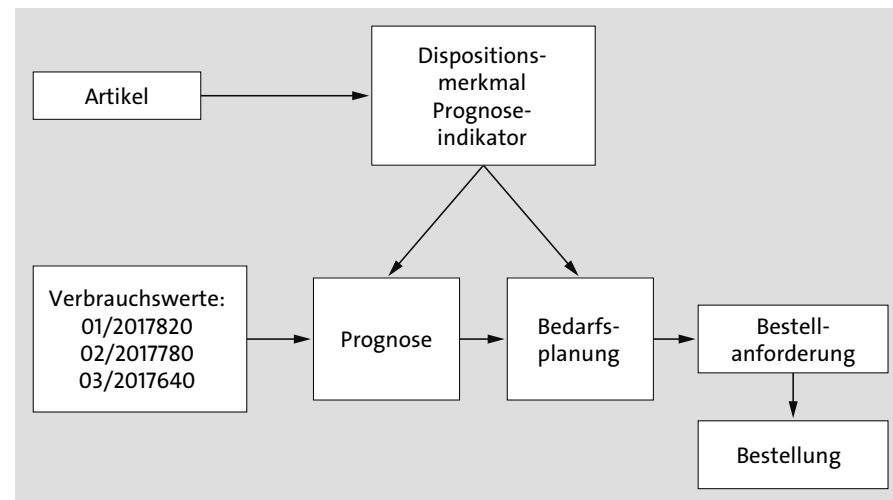 Dispositions-
merkmal
Prognose-
indikator
Artikel
Verbrauchswerte:
01/2017820
02/2017780
03/2017640
Prognose
Bedarfs-
planung
Bestell-
anforderung
Bestellung